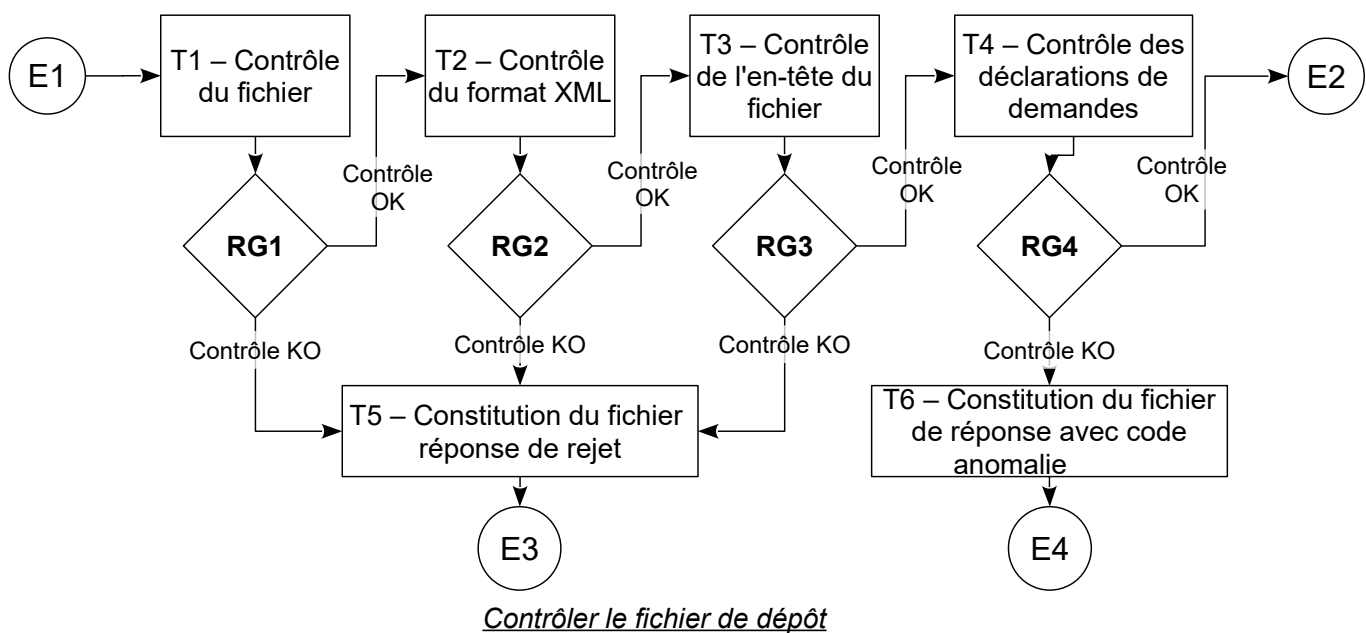 E1
T1 – Contrôle
du fichier
T2 – Contrôle
du format XML
T3 – Contrôle
de l'en-tête du
fichier
T4 – Contrôle des
déclarations de
demandes
E2
Contrôle
OK
Contrôle
OK
Contrôle
OK
Contrôle
OK
RG1
RG2
RG3
RG4
Contrôle KO
Contrôle KO
Contrôle KO
Contrôle KO
T5 – Constitution du fichier
réponse de rejet
T6 – Constitution du fichier
de réponse avec code
anomalie
E3
E4
Contrôler le fichier de dépôt